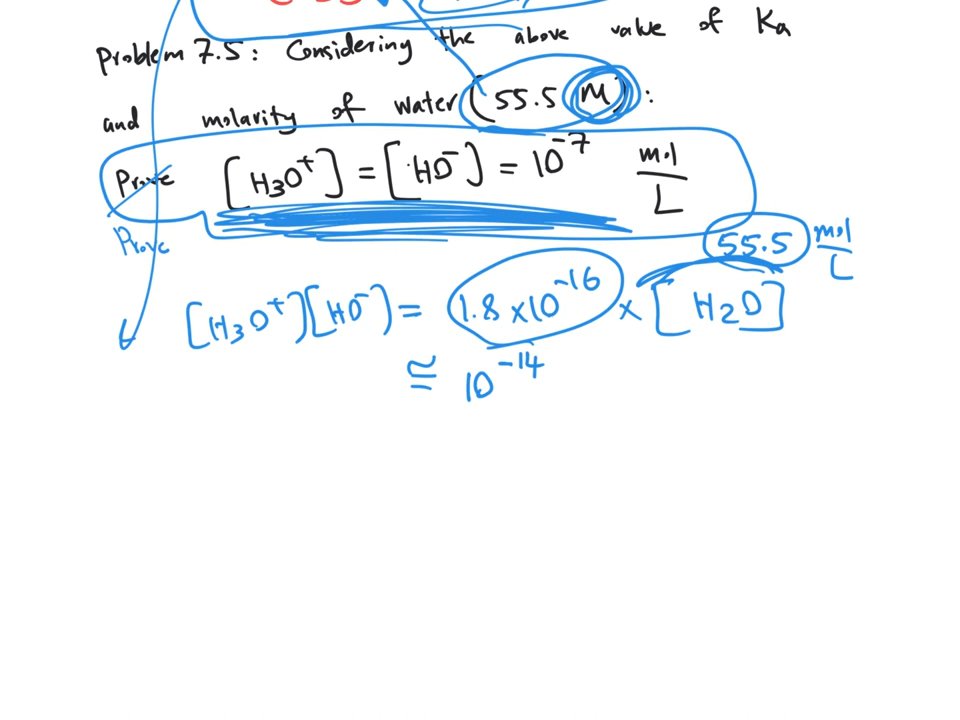 Problem 7.5: Considering the above value of Ka
and molarity of water (55.5 M):
Prove [H₃O⁺] = [HO⁻] = 10⁻⁷ mol/L
Prove
55.5 mol/L
[H₃O⁺][HO⁻] = 1.8 × 10⁻¹⁶ × [H₂O]
≅ 10⁻¹⁴